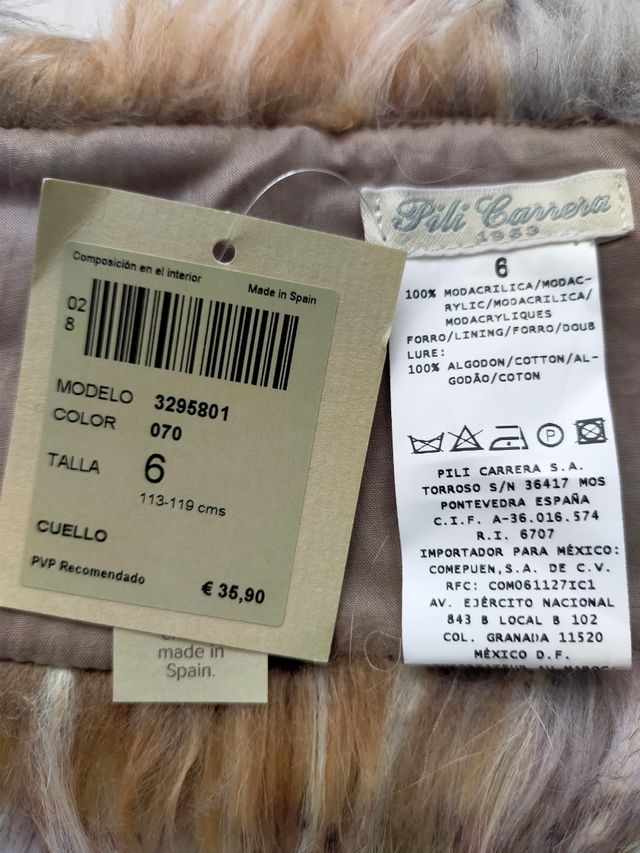 Composición en el interior
Made in Spain
02
8
MODELO 3295801
COLOR 070
TALLA 6
113-119 cms
CUELLO
PVP Recomendado
€ 35,90
made in
Spain.
Pili Carrera
1963
6
100% MODACRILICA/MODAC-
RYLIC/MODACRILICA/
MODACRYLIQUES
FORRO/LINING/FORRO/DOUB
LURE:
100% ALGODON/COTTON/AL-
GODÃO/COTON
P
PILI CARRERA S.A.
TORROSO S/N 36417 MOS
PONTEVEDRA ESPAÑA
C.I.F. A-36.016.574
R.I. 6707
IMPORTADOR PARA MÉXICO:
COMEPUEN,S.A. DE C.V.
RFC: COM061127IC1
AV. EJÉRCITO NACIONAL
843 B LOCAL B 102
COL. GRANADA 11520
MÉXICO D.F.